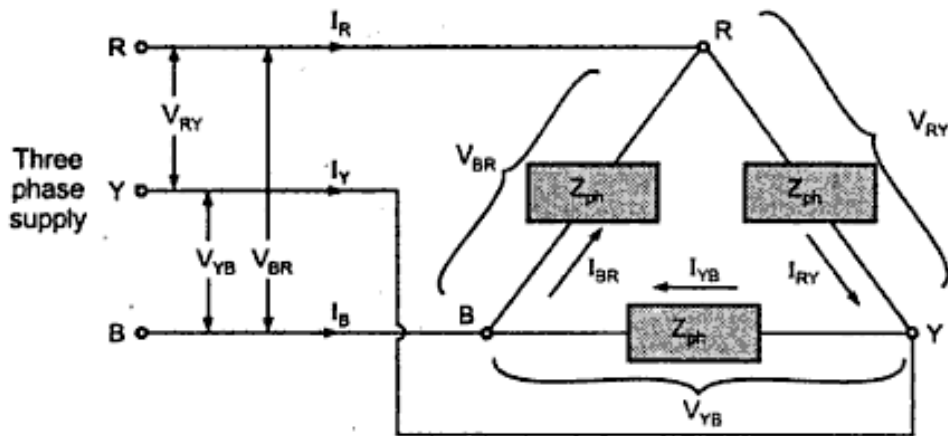 R
I_R
R
V_RY
V_BR
V_RY
Three
phase
supply
Y
I_Y
Z_ph
Z_ph
V_YB
V_BR
I_BR
I_YB
I_RY
B
I_B
B
Z_ph
Y
V_YB